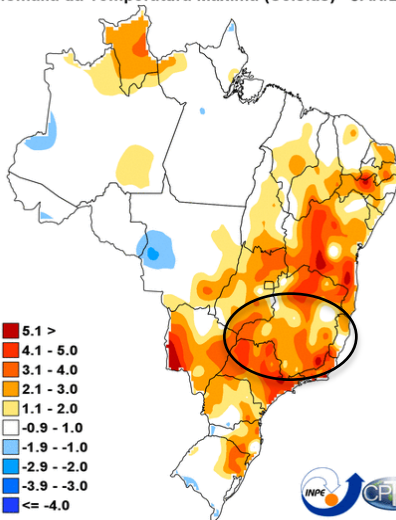 5.1 >
4.1 - 5.0
3.1 - 4.0
2.1 - 3.0
1.1 - 2.0
-0.9 - 1.0
-1.9 - -1.0
-2.9 - -2.0
-3.9 - -3.0
<= -4.0
INPE
CP